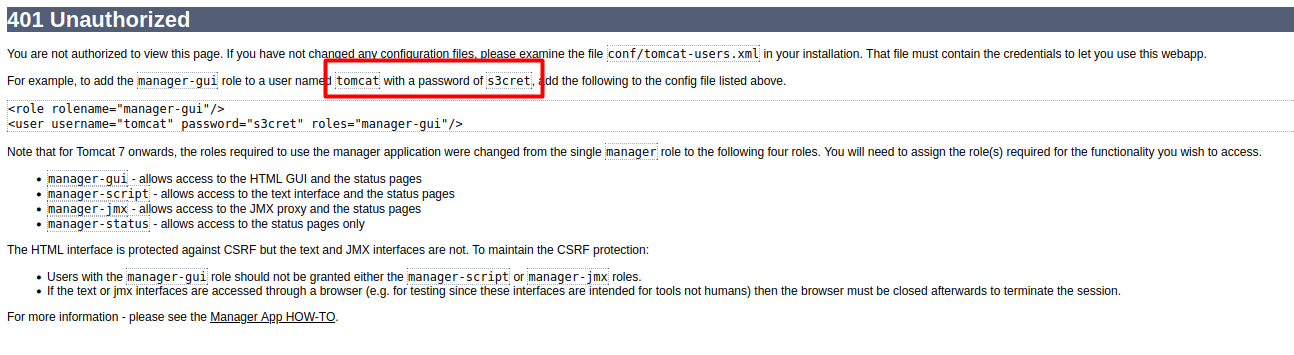 401 Unauthorized
You are not authorized to view this page. If you have not changed any configuration files, please examine the file conf/tomcat-users.xml in your installation. That file must contain the credentials to let you use this webapp.
For example, to add the manager-gui role to a user named tomcat with a password of s3cret, add the following to the config file listed above.
<role rolename="manager-gui"/>
<user username="tomcat" password="s3cret" roles="manager-gui"/>
Note that for Tomcat 7 onwards, the roles required to use the manager application were changed from the single manager role to the following four roles. You will need to assign the role(s) required for the functionality you wish to access.
• manager-gui - allows access to the HTML GUI and the status pages
• manager-script - allows access to the text interface and the status pages
• manager-jmx - allows access to the JMX proxy and the status pages
• manager-status - allows access to the status pages only
The HTML interface is protected against CSRF but the text and JMX interfaces are not. To maintain the CSRF protection:
• Users with the manager-gui role should not be granted either the manager-script or manager-jmx roles.
• If the text or jmx interfaces are accessed through a browser (e.g. for testing since these interfaces are intended for tools not humans) then the browser must be closed afterwards to terminate the session.
For more information - please see the Manager App HOW-TO.